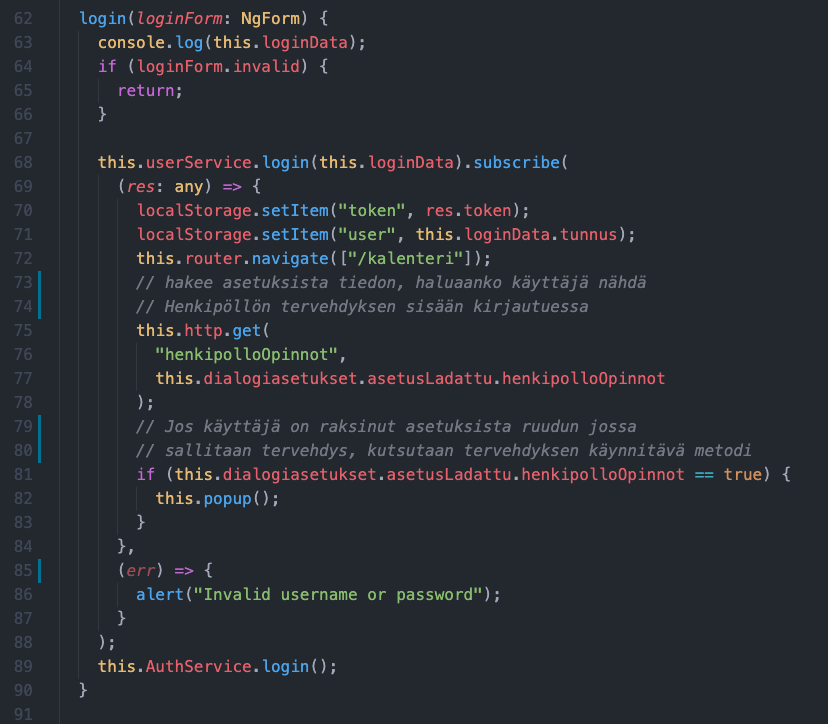 62 login(loginForm: NgForm) {
63 console.log(this.loginData);
64 if (loginForm.invalid) {
65 return;
66 }
67
68 this.userService.login(this.loginData).subscribe(
69 (res: any) => {
70 localStorage.setItem("token", res.token);
71 localStorage.setItem("user", this.loginData.tunnus);
72 this.router.navigate(["/kalenteri"]);
73 // hakee asetuksista tiedon, haluaanko käyttäjä nähdä
74 // Henkipöllön tervehdyksen sisään kirjautuessa
75 this.http.get(
76 "henkipolloOpinnot",
77 this.dialogiasetukset.asetusLadattu.henkipolloOpinnot
78 );
79 // Jos käyttäjä on raksinut asetuksista ruudun jossa
80 // sallitaan tervehdys, kutsutaan tervehdyksen käynnitävä metodi
81 if (this.dialogiasetukset.asetusLadattu.henkipolloOpinnot == true) {
82 this.popup();
83 }
84 },
85 (err) => {
86 alert("Invalid username or password");
87 }
88 );
89 this.AuthService.login();
90 }
91